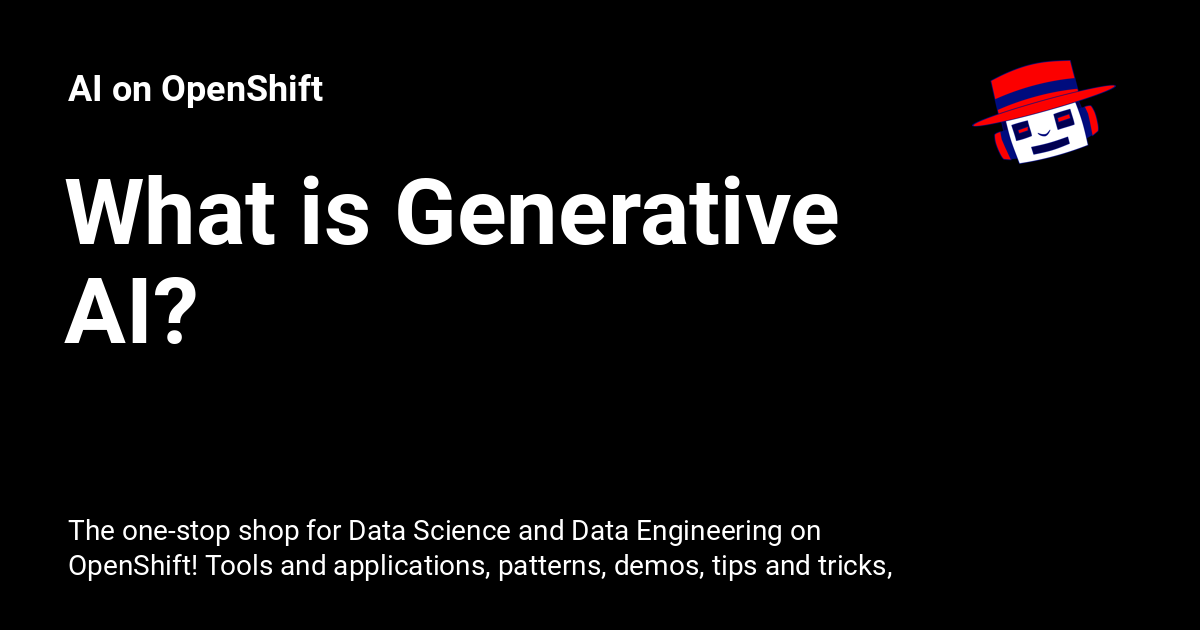 AI on OpenShift
What is Generative
AI?
The one-stop shop for Data Science and Data Engineering on
OpenShift! Tools and applications, patterns, demos, tips and tricks,